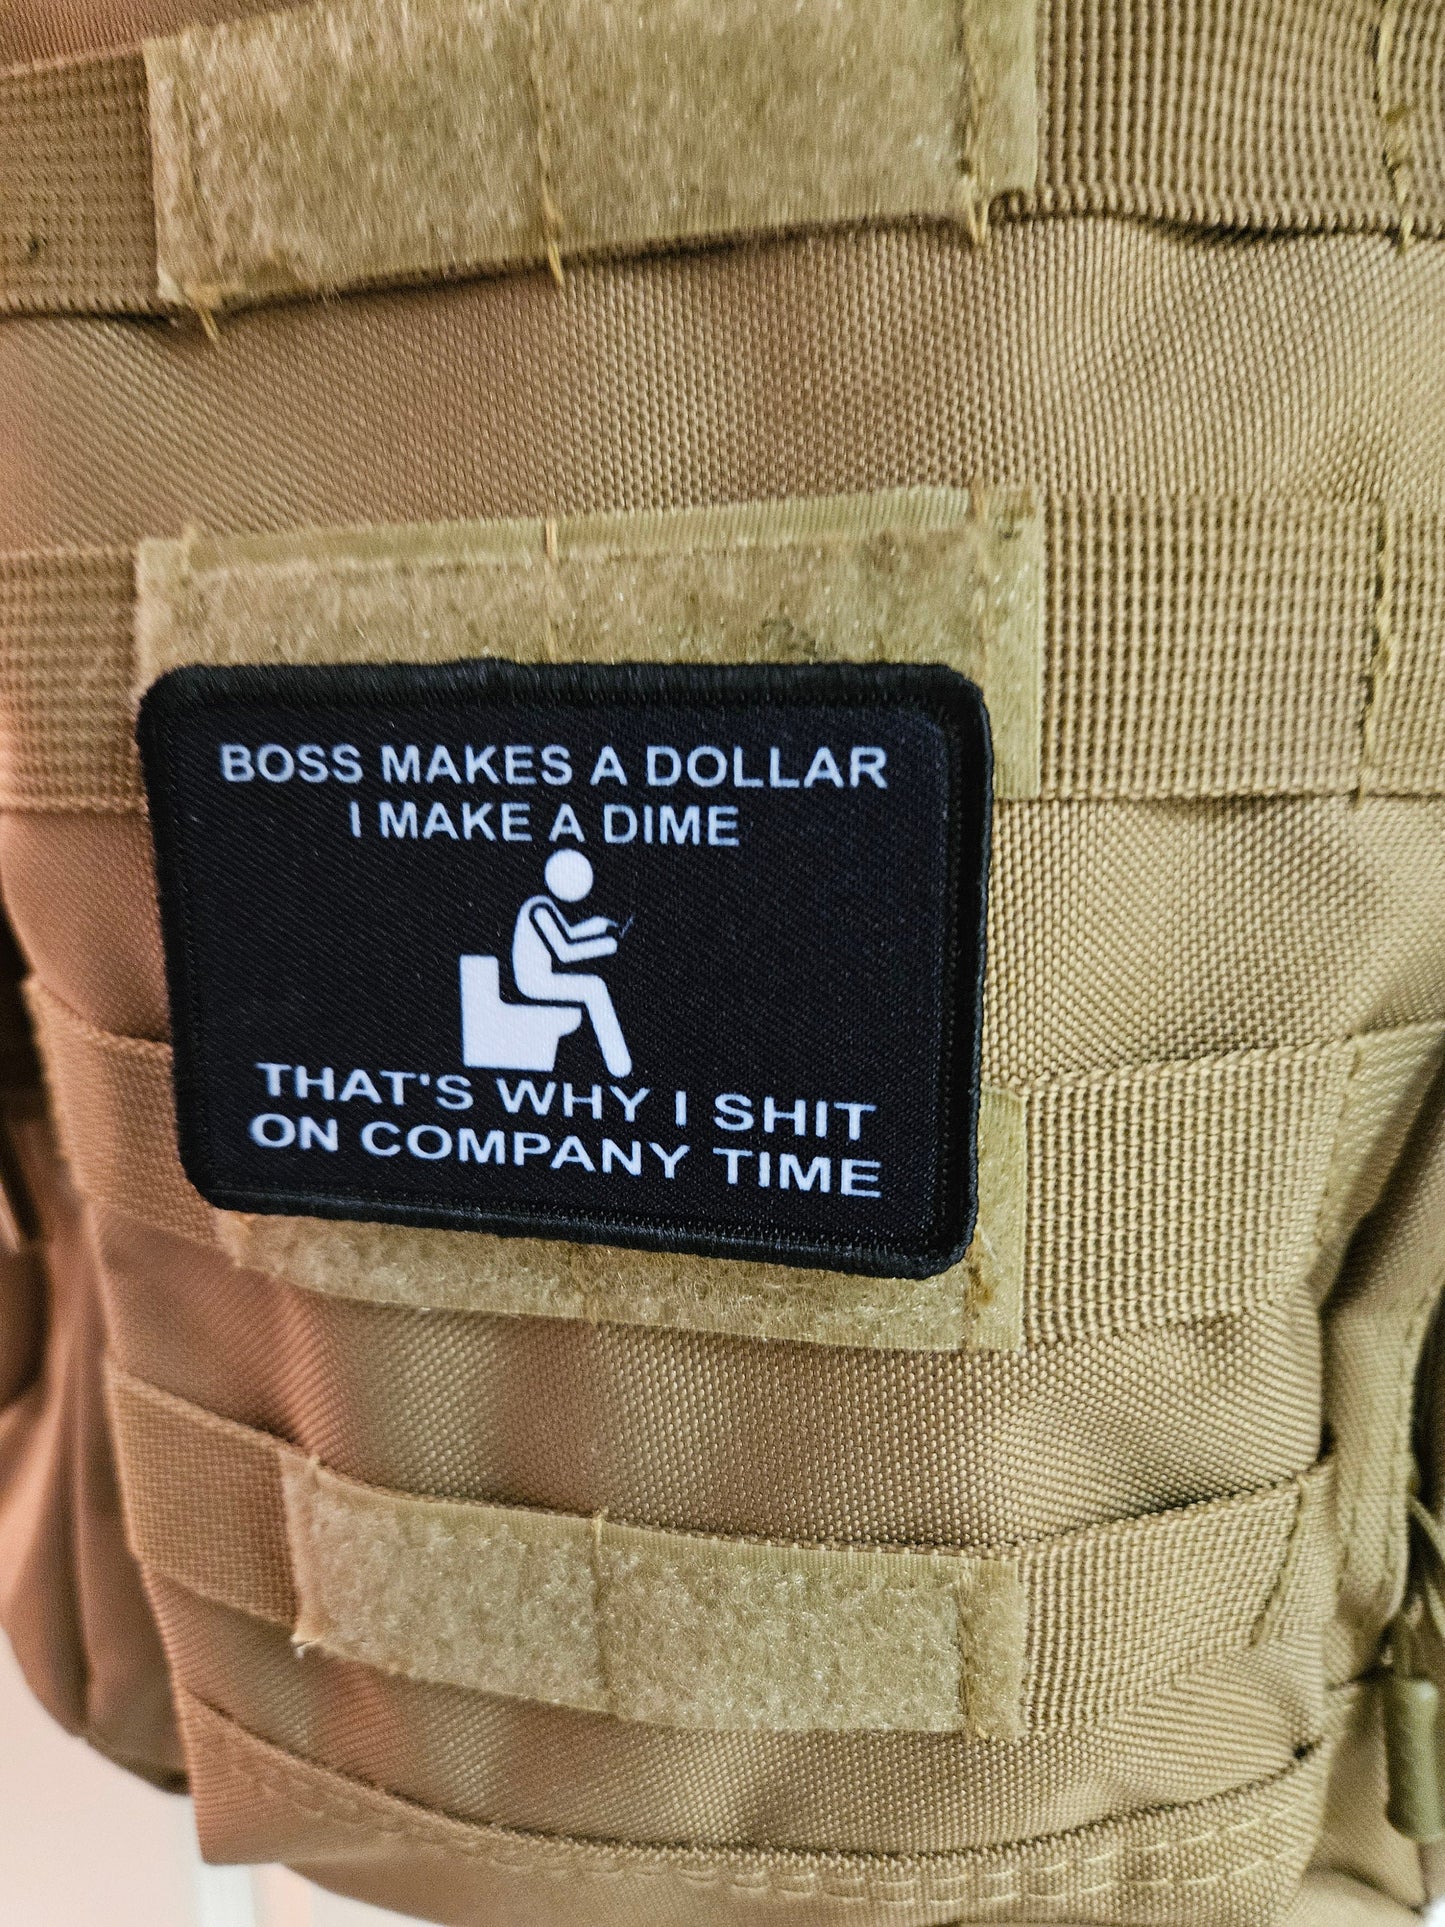 BOSS MAKES A DOLLAR
I MAKE A DIME
THAT'S WHY I SHIT
ON COMPANY TIME